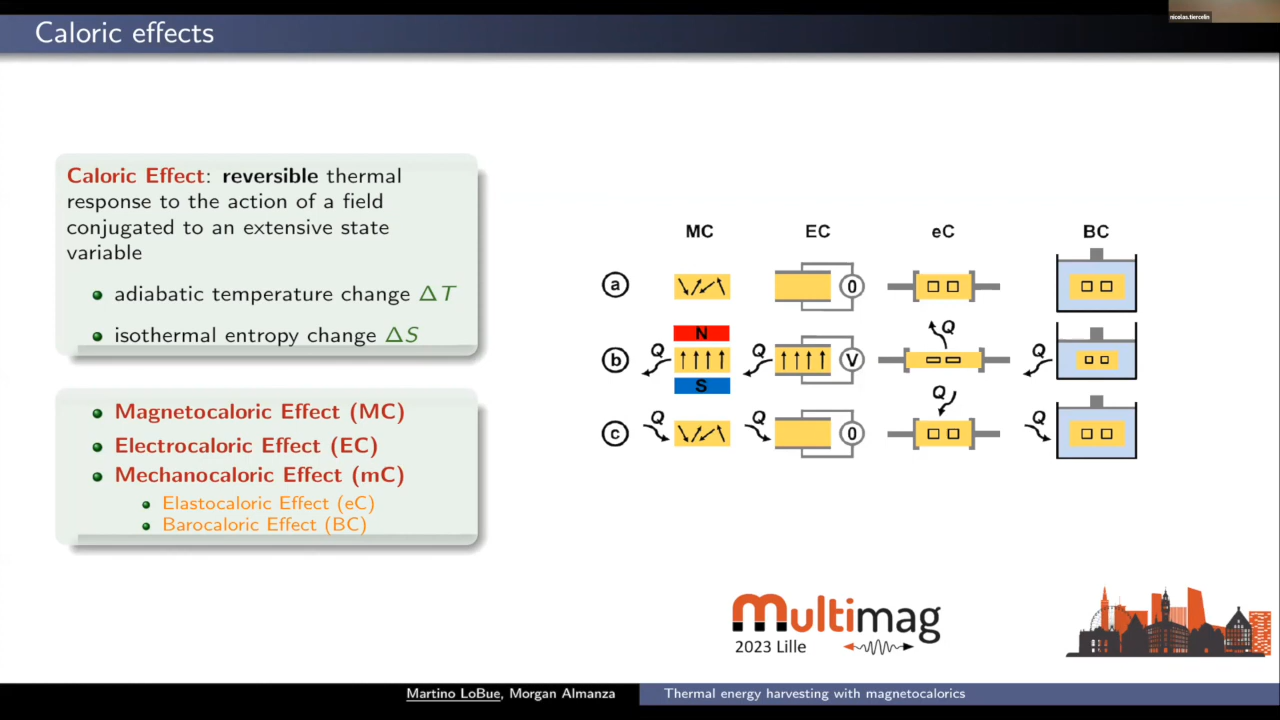 nicolas.tiercelin
Caloric effects
Caloric Effect: reversible thermal
response to the action of a field
conjugated to an extensive state
variable
adiabatic temperature change ΔT
isothermal entropy change ΔS
Magnetocaloric Effect (MC)
Electrocaloric Effect (EC)
Mechanocaloric Effect (mC)
Elastocaloric Effect (eC)
Barocaloric Effect (BC)
MC EC eC BC
a 0
N
Q
b Q Q V Q
S
Q
c Q Q 0 Q
multimag
2023 Lille
Martino LoBue, Morgan Almanza
Thermal energy harvesting with magnetocalorics